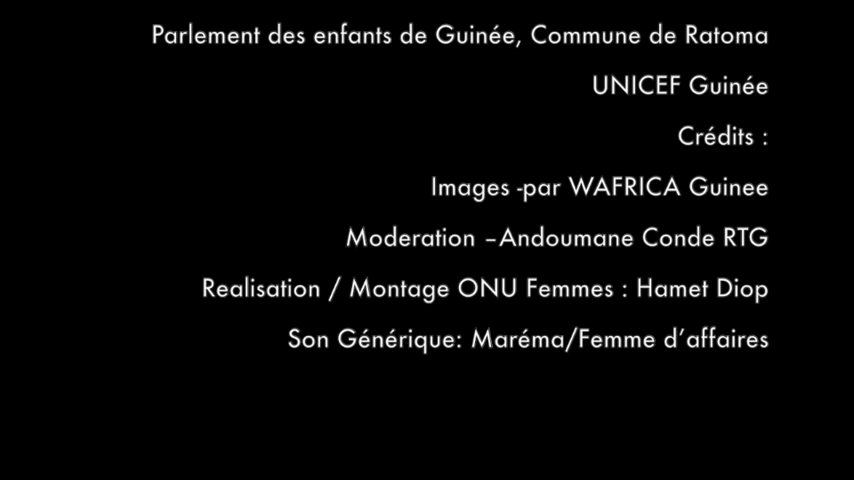 Parlement des enfants de Guinée, Commune de Ratoma
UNICEF Guinée
Crédits :
Images -par WAFRICA Guinee
Moderation –Andoumane Conde RTG
Realisation / Montage ONU Femmes : Hamet Diop
Son Générique: Maréma/Femme d’affaires